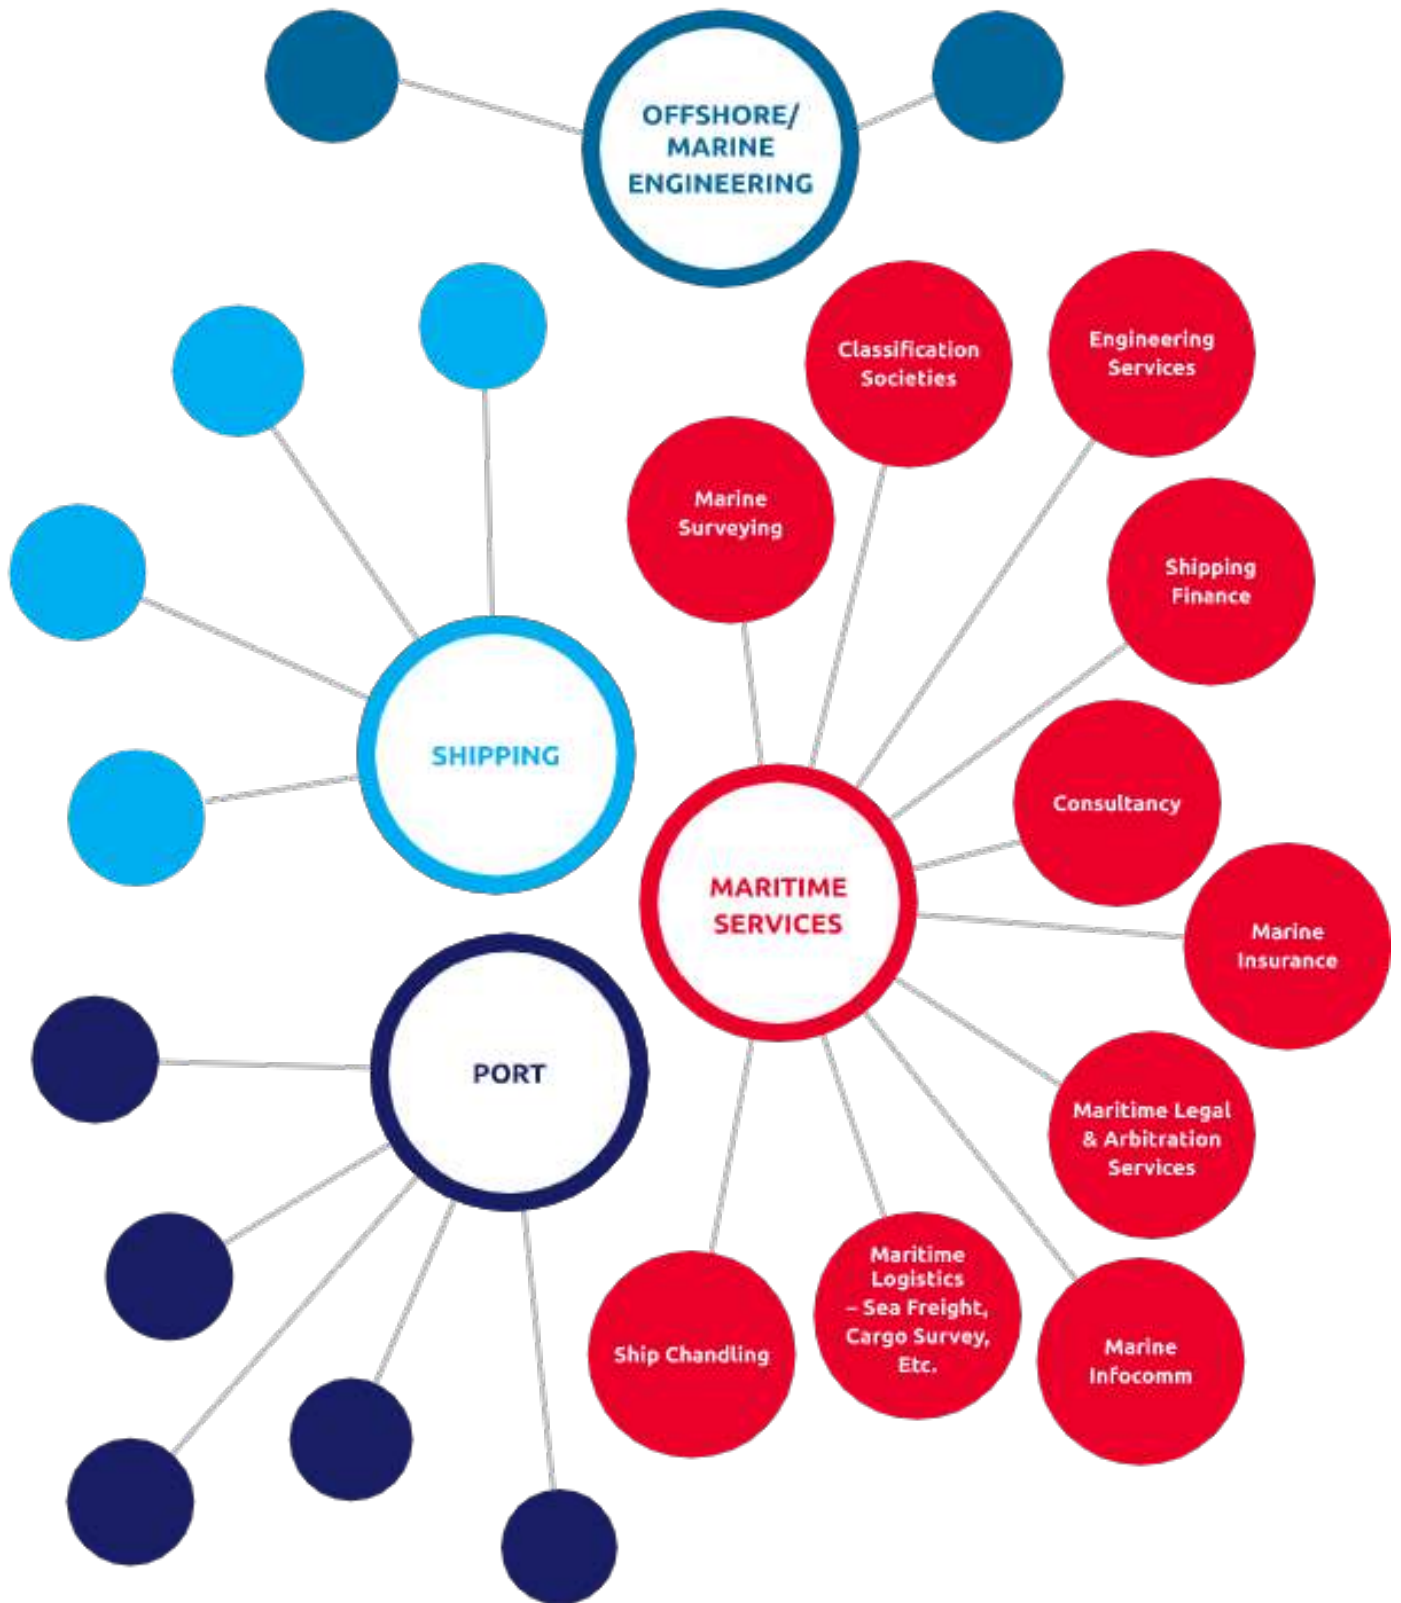 OFFSHORE/
MARINE
ENGINEERING
Classification
Societies
Engineering
Services
Marine
Surveying
Shipping
Finance
SHIPPING
Consultancy
MARITIME
SERVICES
Marine
Insurance
PORT
Maritime Legal
& Arbitration
Services
Maritime
Logistics
– Sea Freight,
Cargo Survey,
Etc.
Ship Chandling
Marine
Infocomm